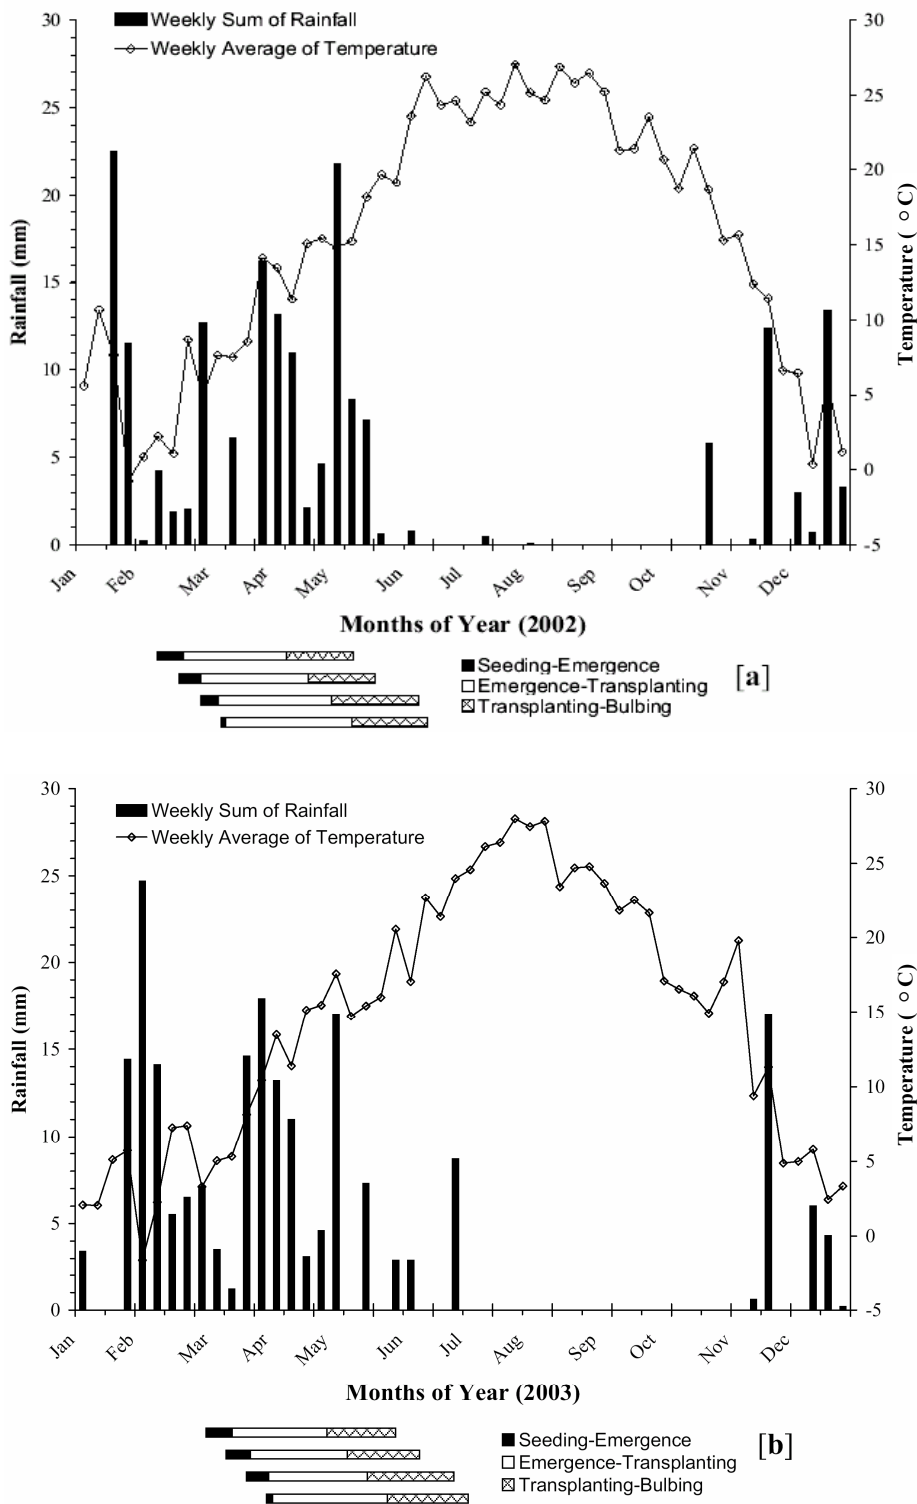 30
25
20
15
10
5
0
Rainfall (mm)
Weekly Sum of Rainfall
Weekly Average of Temperature
30
25
20
15
10
5
0
-5
Temperature ( °C)
Jan Feb Mar Apr May Jun Jul Aug Sep Oct Nov Dec
Months of Year (2002)
Seeding-Emergence
Emergence-Transplanting
Transplanting-Bulbing
[a]
30
25
20
15
10
5
0
Rainfall (mm)
Weekly Sum of Rainfall
Weekly Average of Temperature
30
25
20
15
10
5
0
-5
Temperature ( °C)
Jan Feb Mar Apr May Jun Jul Aug Sep Oct Nov Dec
Months of Year (2003)
Seeding-Emergence
Emergence-Transplanting
Transplanting-Bulbing
[b]